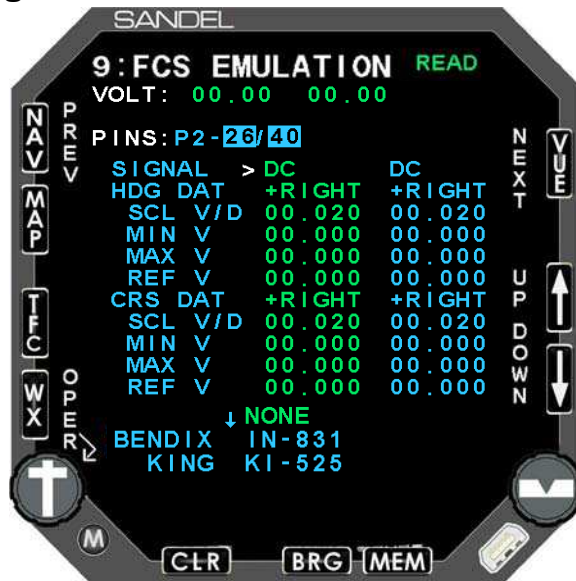 SANDEL
9:FCS EMULATION READ
VOLT: 00.00 00.00
PINS:P2-26/40
SIGNAL >DC DC
HDG DAT +RIGHT +RIGHT
SCL V/D 00.020 00.020
MIN V 00.000 00.000
MAX V 00.000 00.000
REF V 00.000 00.000
CRS DAT +RIGHT +RIGHT
SCL V/D 00.020 00.020
MIN V 00.000 00.000
MAX V 00.000 00.000
REF V 00.000 00.000
↓NONE
BENDIX IN-831
KING KI-525
NAV
PREV
MAP
TFC
WX
OPER
NEXT
VUE
UP DOWN
M
CLR BRG MEM